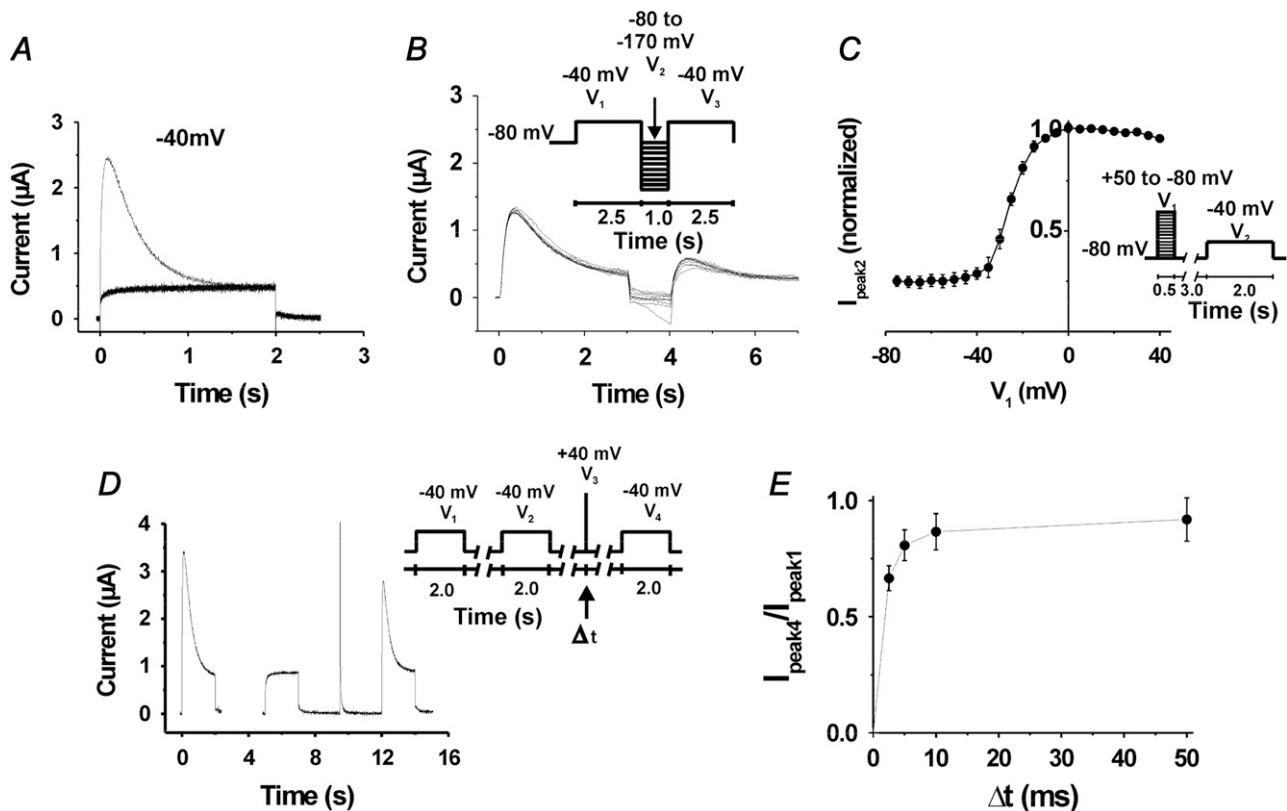 A
-40mV
Current (µA)
3
2
1
0
0
1
2
3
Time (s)
B
-80 to
-170 mV
V2
-40 mV
V1
-40 mV
V3
-80 mV
2.5
1.0
2.5
Time (s)
Current (µA)
3
2
1
0
0
2
4
6
Time (s)
C
Ipeak2 (normalized)
1.0
0.5
-80
-40
0
40
V1 (mV)
+50 to -80 mV
V1
-40 mV
V2
-80 mV
0.5
3.0
2.0
Time (s)
D
Current (µA)
4
3
2
1
0
0
4
8
12
16
Time (s)
+40 mV
V3
-40 mV
V1
-40 mV
V2
-40 mV
V4
2.0
2.0
2.0
Time (s)
Δt
E
Ipeak4/Ipeak1
1.0
0.5
0.0
0
10
20
30
40
50
Δt (ms)